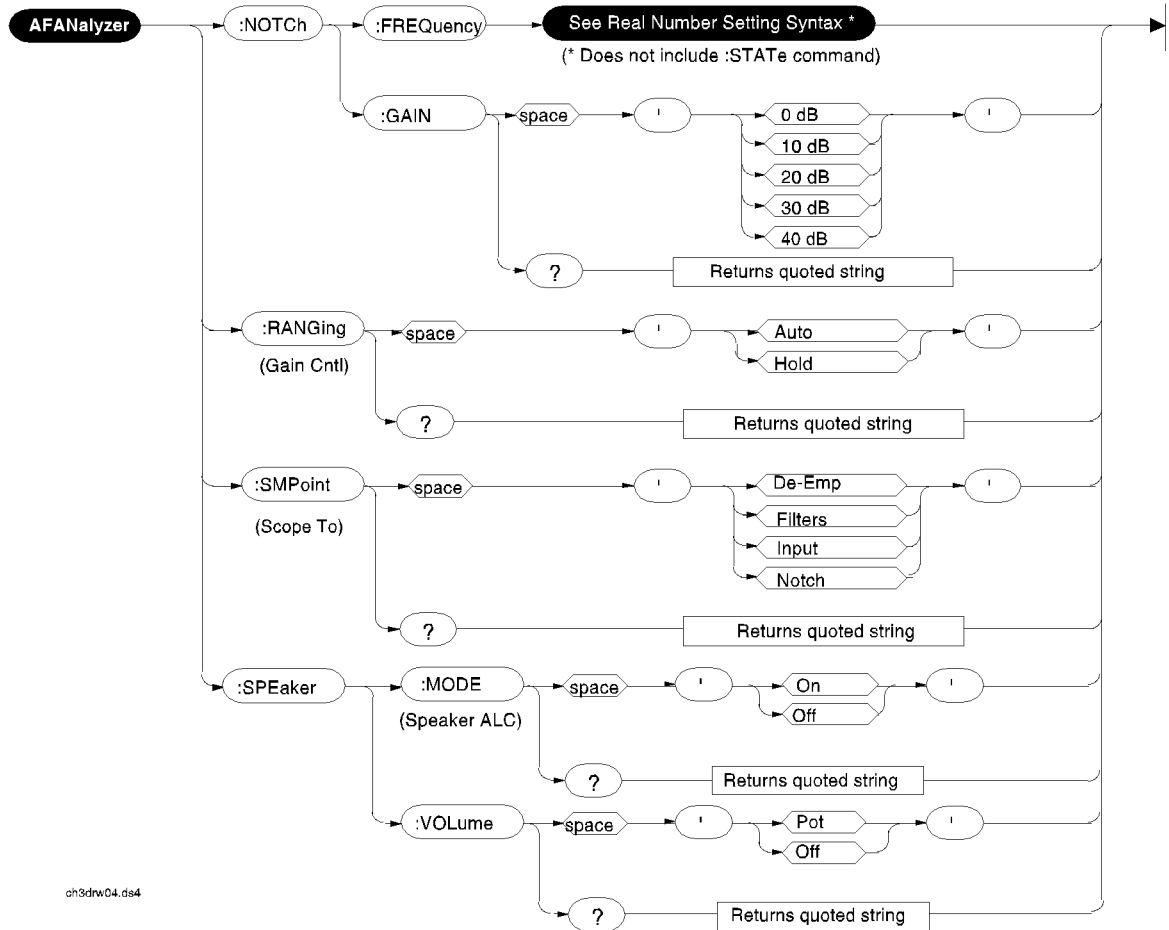 AFANalyzer :NOTCh :FREQuency See Real Number Setting Syntax *
(* Does not include :STATe command)
:GAIN space ' 0 dB '
10 dB
20 dB
30 dB
40 dB
? Returns quoted string
:RANGing space ' Auto '
(Gain Cntl) Hold
? Returns quoted string
:SMPoint space ' De-Emp '
(Scope To) Filters
Input
Notch
? Returns quoted string
:SPEaker :MODE space ' On '
(Speaker ALC) Off
? Returns quoted string
:VOLume space ' Pot '
Off
ch3drw04.ds4
? Returns quoted string